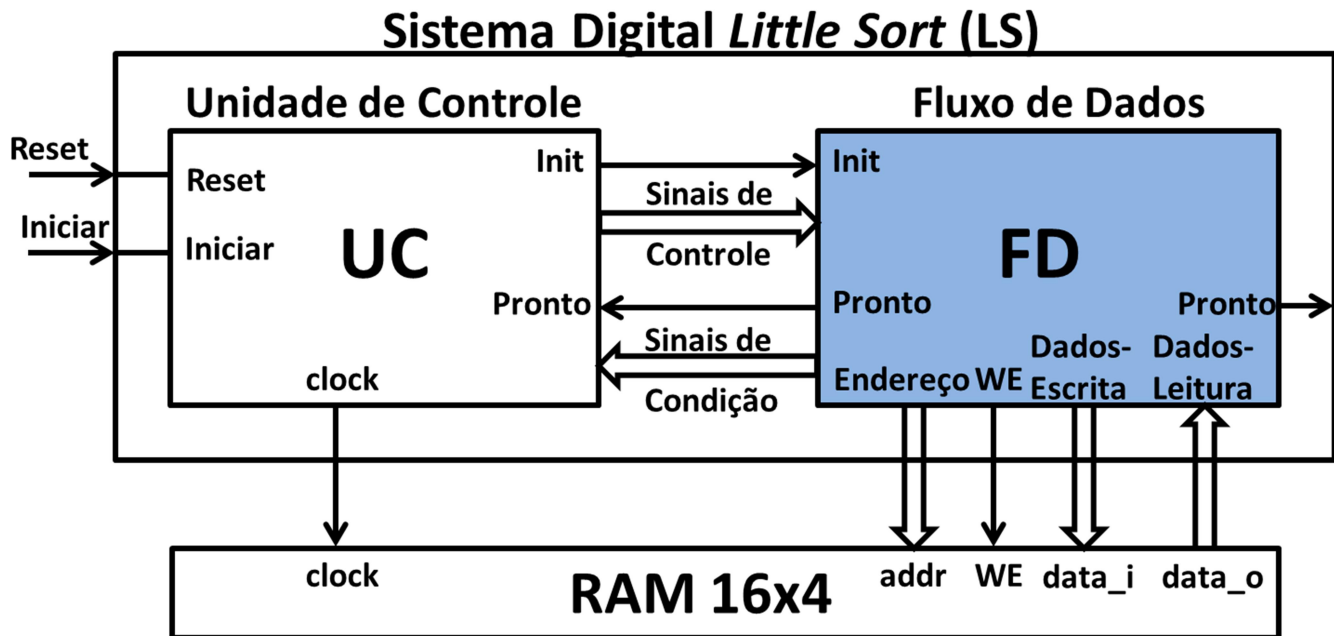 Sistema Digital Little Sort (LS)
Unidade de Controle
Fluxo de Dados
Reset
Iniciar
Reset
Iniciar
UC
Init
Pronto
clock
Sinais de
Controle
Sinais de
Condição
Init
FD
Pronto
Pronto
Endereço WE
Dados-
Escrita
Dados-
Leitura
clock
RAM 16x4
addr
WE
data_i
data_o